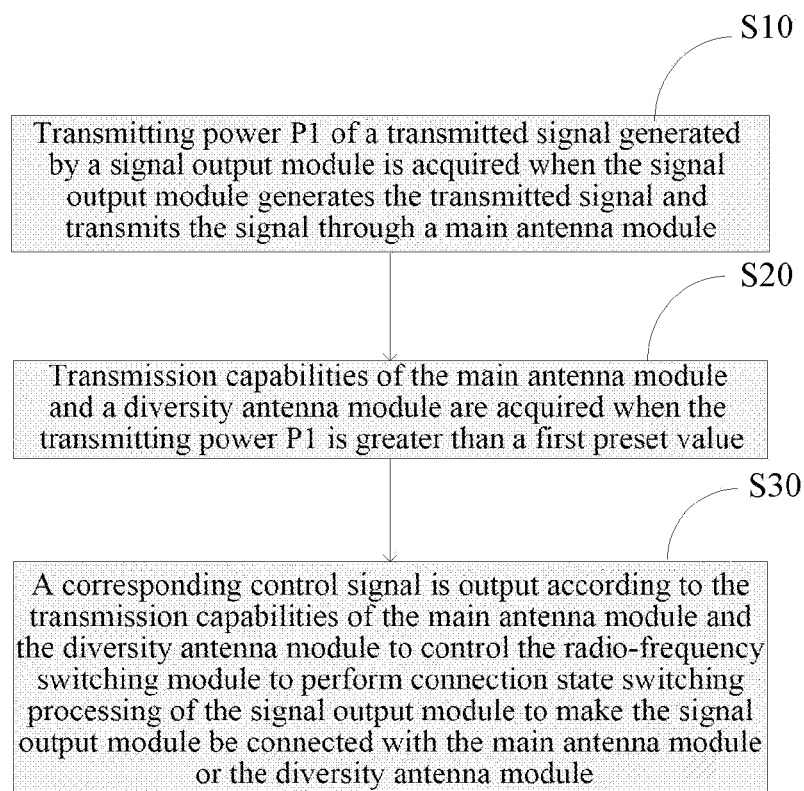 S10
Transmitting power P1 of a transmitted signal generated
by a signal output module is acquired when the signal
output module generates the transmitted signal and
transmits the signal through a main antenna module
S20
Transmission capabilities of the main antenna module
and a diversity antenna module are acquired when the
transmitting power P1 is greater than a first preset value
S30
A corresponding control signal is output according to the
transmission capabilities of the main antenna module and
the diversity antenna module to control the radio-frequency
switching module to perform connection state switching
processing of the signal output module to make the signal
output module be connected with the main antenna module
or the diversity antenna module